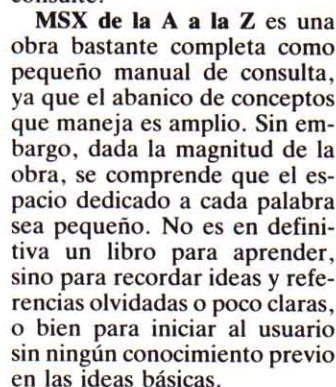 consulte.
MSX de la A a la Z es una
obra bastante completa como
pequeño manual de consulta,
ya que el abanico de conceptos
que maneja es amplio. Sin em-
bargo, dada la magnitud de la
obra, se comprende que el es-
pacio dedicado a cada palabra
sea pequeño. No es en defini-
tiva un libro para aprender,
sino para recordar ideas y refe-
rencias olvidadas o poco claras,
o bien para iniciar al usuario
sin ningún conocimiento previo
en las ideas básicas.